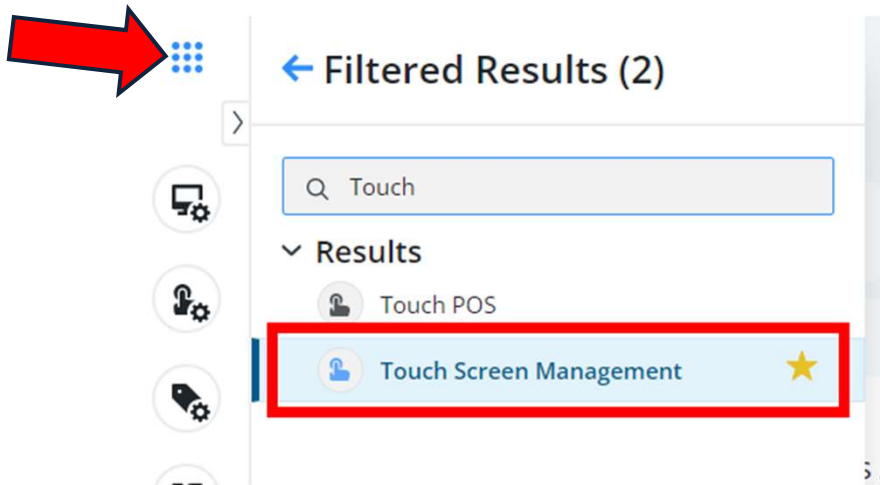 Filtered Results (2)
Touch
Results
Touch POS
Touch Screen Management